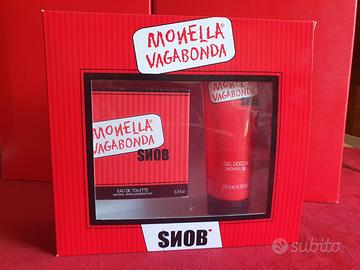 MONELLA®
VAGABONDA
MONELLA
VAGABONDA
SNOB
EAU DE TOILETTE
NATURAL SPRAY/VAPORISATEUR
MONELLA
VAGABONDA
SNOB
GEL DOCCIA
SHOWER GEL
SNOB
subito